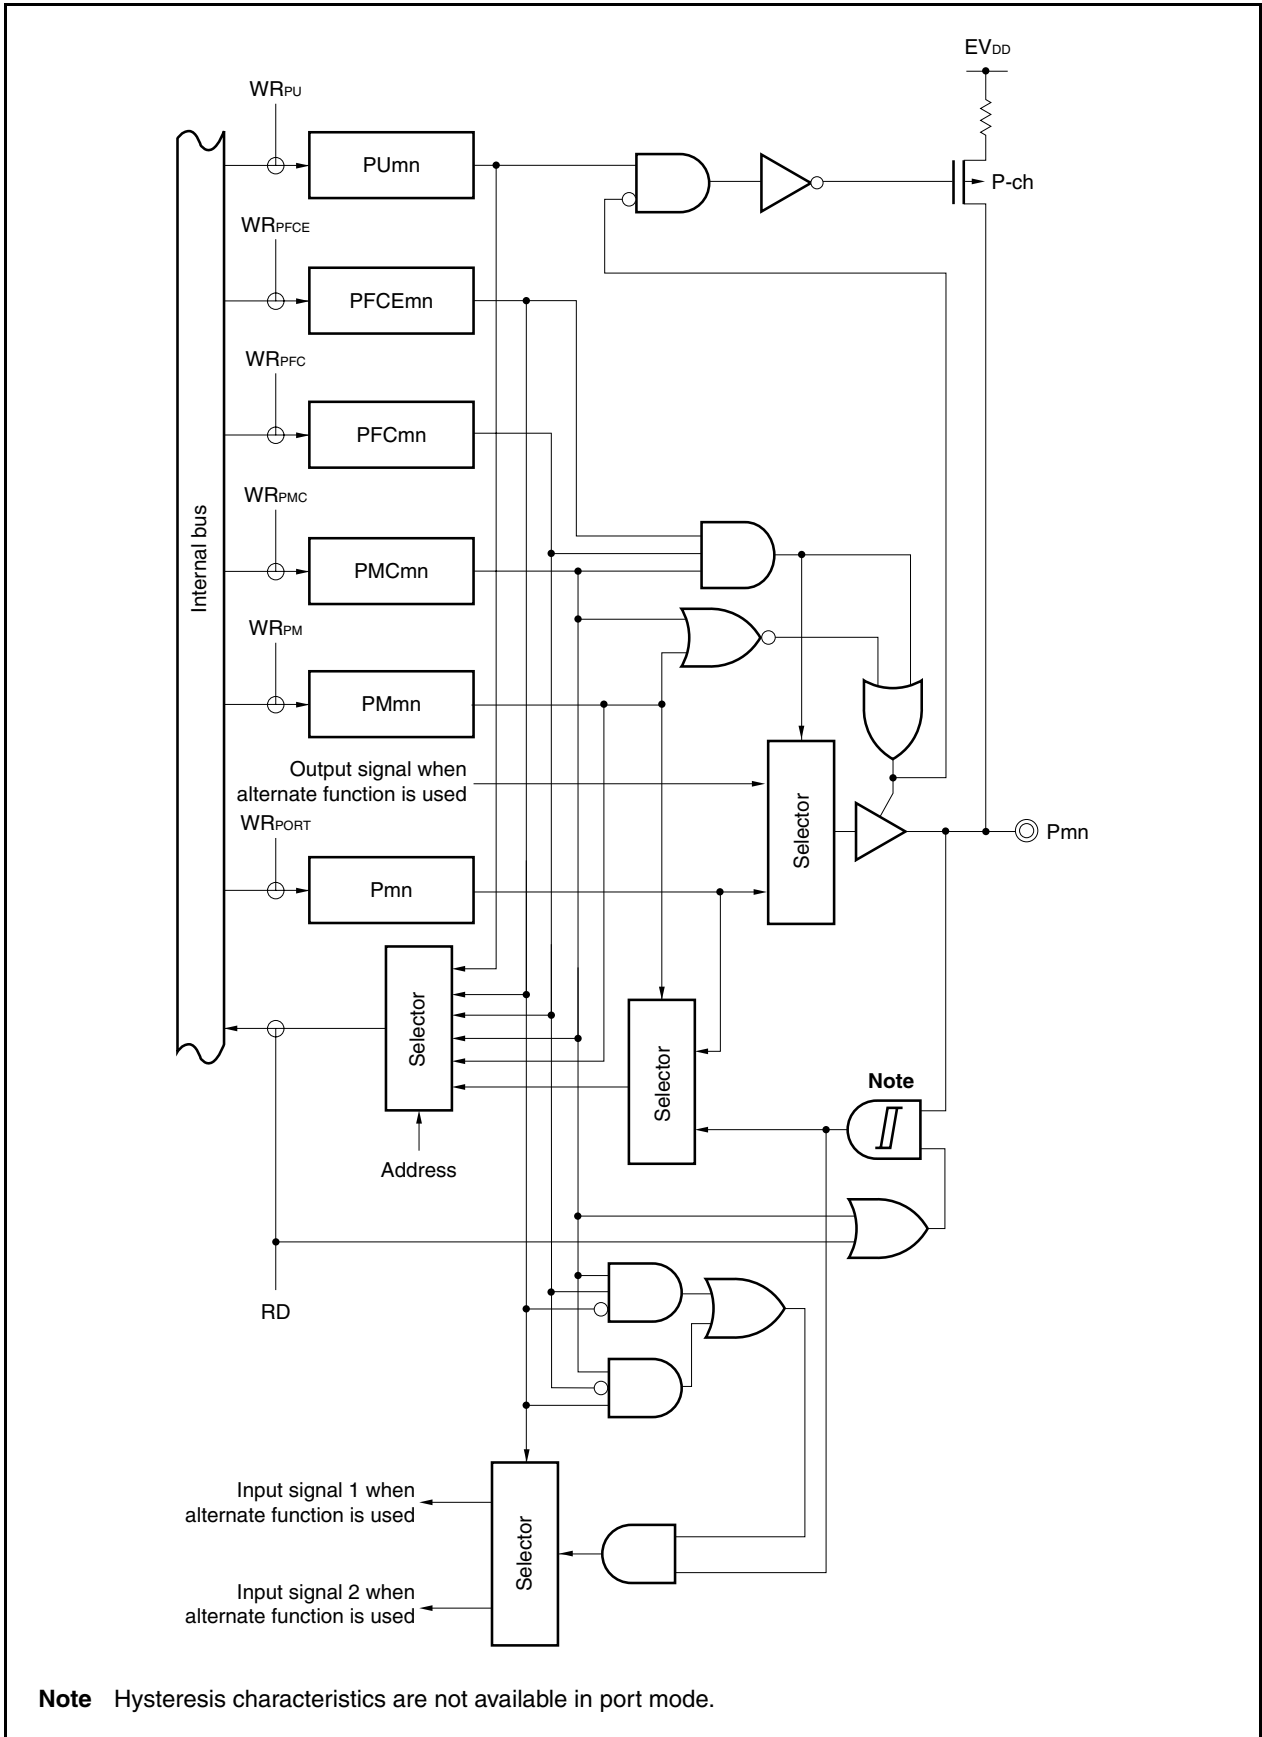 EVDD
WRPU
PUmn
P-ch
WRPFCE
PFCEmn
WRPFC
PFCmn
WRPMC
Internal bus
PMCmn
WRPM
PMmn
Output signal when
alternate function is used
Selector
WRPORT
Pmn
Pmn
Selector
Selector
Note
Address
RD
Input signal 1 when
alternate function is used
Selector
Input signal 2 when
alternate function is used
Note Hysteresis characteristics are not available in port mode.